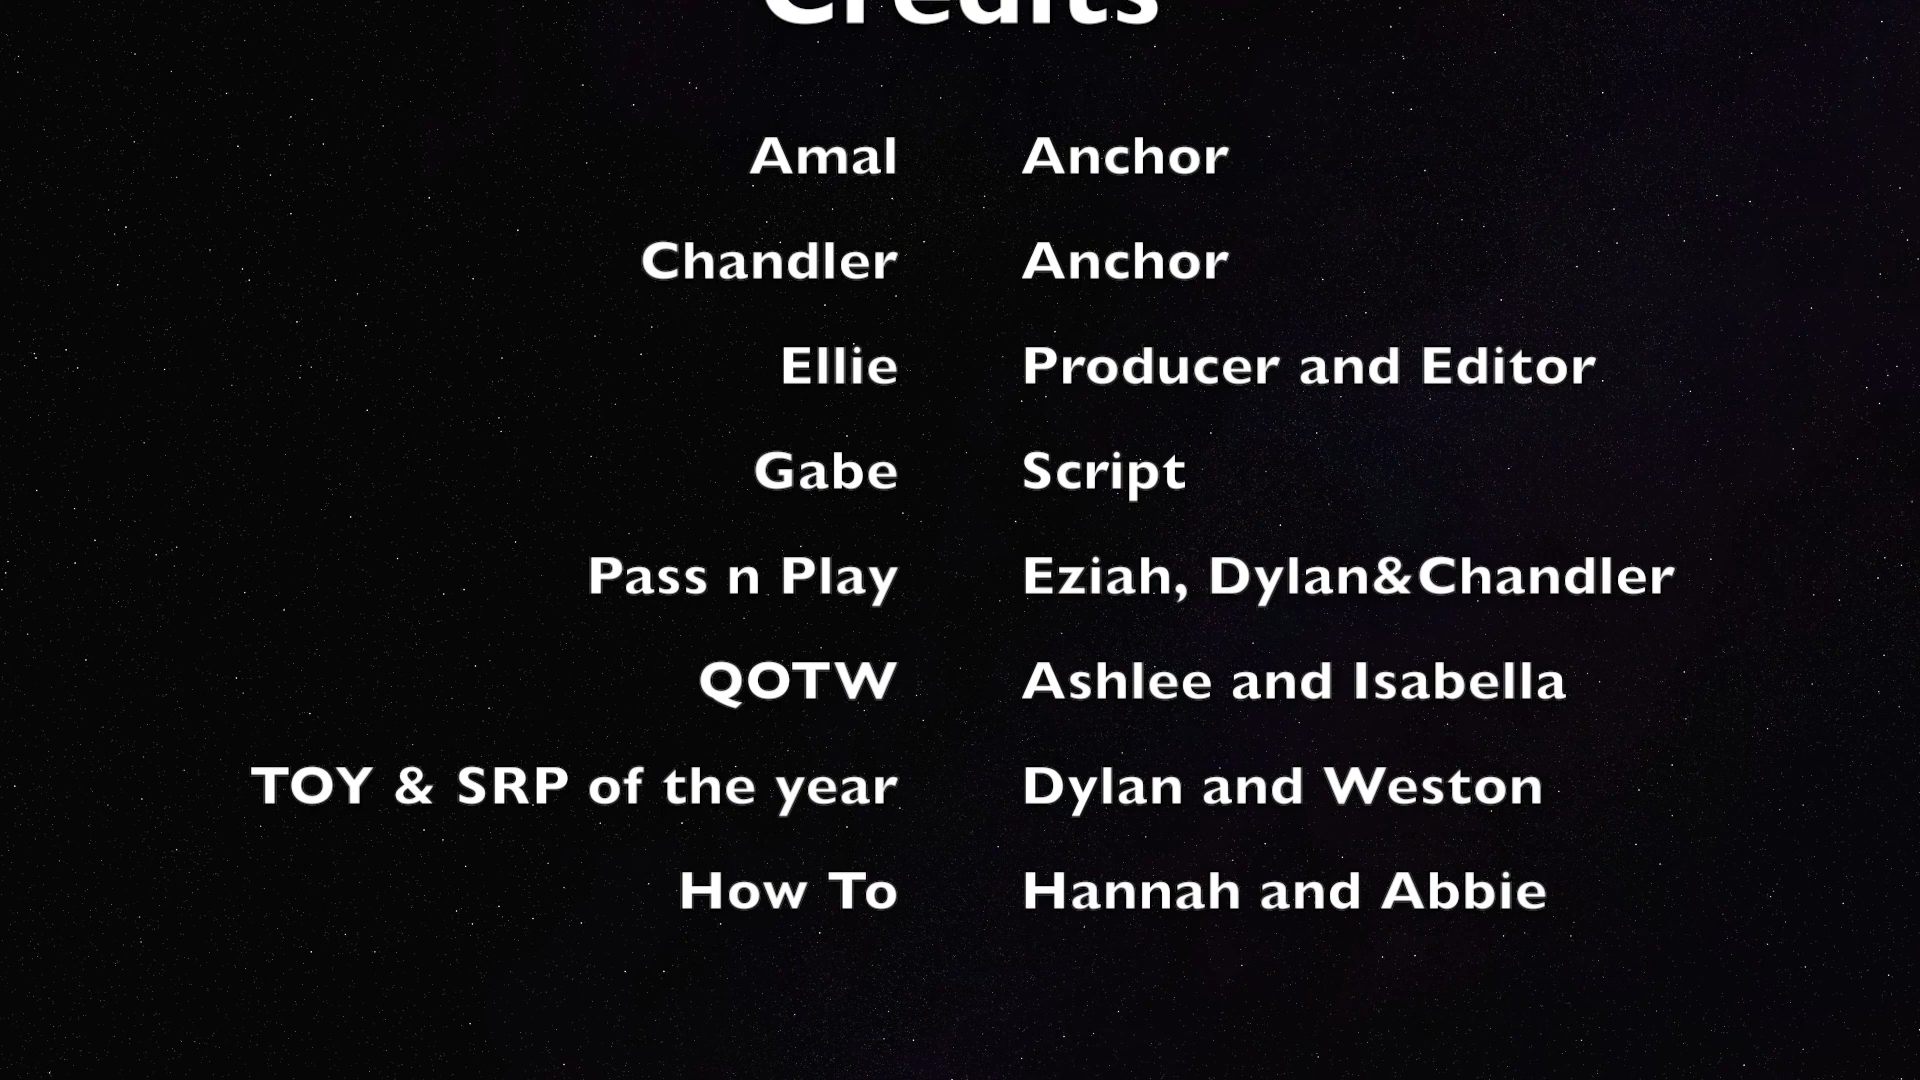 Credits
Amal Anchor
Chandler Anchor
Ellie Producer and Editor
Gabe Script
Pass n Play Eziah, Dylan&Chandler
QOTW Ashlee and Isabella
TOY & SRP of the year Dylan and Weston
How To Hannah and Abbie